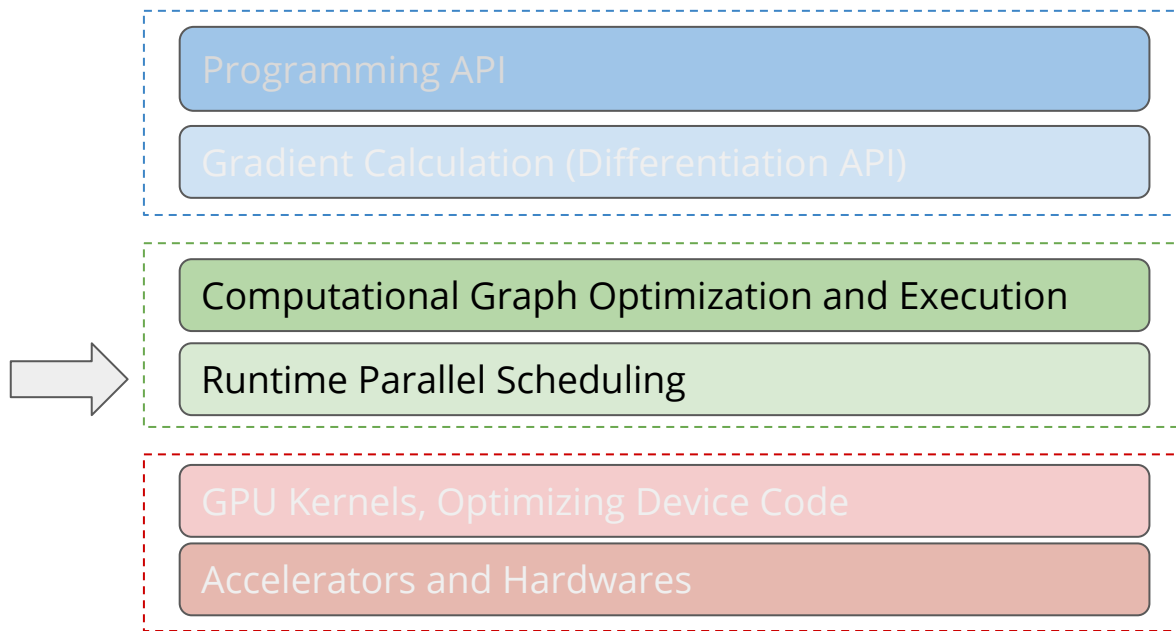 Programming API
Gradient Calculation (Differentiation API)
Computational Graph Optimization and Execution
Runtime Parallel Scheduling
GPU Kernels, Optimizing Device Code
Accelerators and Hardwares